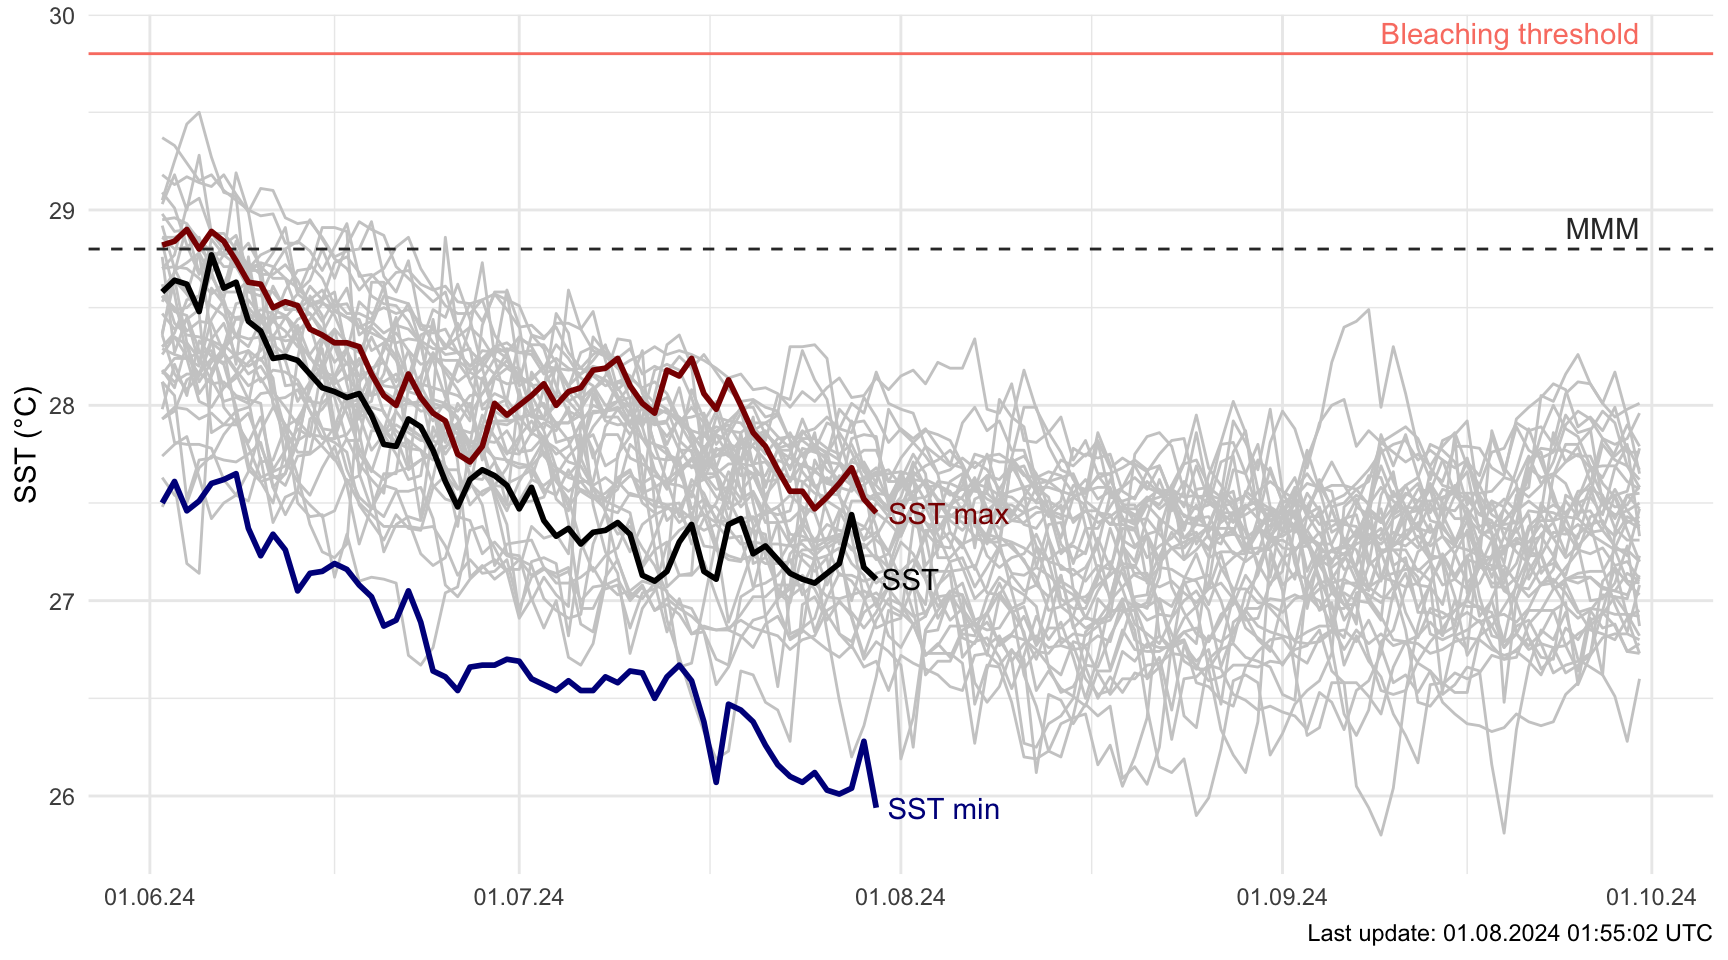 30
Bleaching threshold
29
MMM
28
SST (°C)
SST max
SST
27
26
SST min
01.06.24
01.07.24
01.08.24
01.09.24
01.10.24
Last update: 01.08.2024 01:55:02 UTC